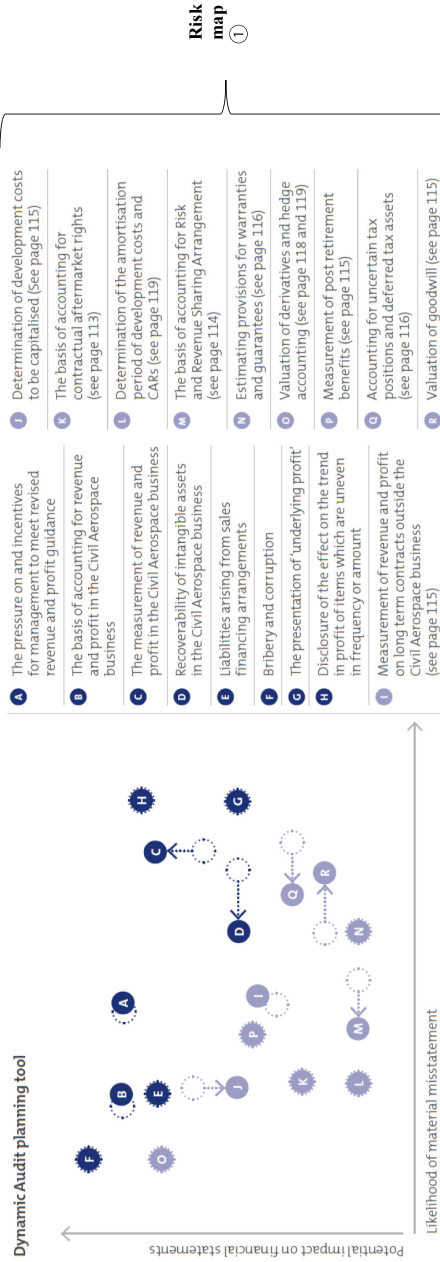 Dynamic Audit planning tool
Potential impact on financial statements
Likelihood of material misstatement
F
O
B
E
J
A
P
I
K
L
M
C
D
H
G
Q
R
N
A The pressure on and incentives
for management to meet revised
revenue and profit guidance
B The basis of accounting for revenue
and profit in the Civil Aerospace
business
C The measurement of revenue and
profit in the Civil Aerospace business
D Recoverability of intangible assets
in the Civil Aerospace business
E Liabilities arising from sales
financing arrangements
F Bribery and corruption
G The presentation of 'underlying profit'
H Disclosure of the effect on the trend
in profit of items which are uneven
in frequency or amount
I Measurement of revenue and profit
on long term contracts outside the
Civil Aerospace business
(see page 115)
J Determination of development costs
to be capitalised (See page 115)
K The basis of accounting for
contractual aftermarket rights
(see page 113)
L Determination of the amortisation
period of development costs and
CARs (see page 119)
M The basis of accounting for Risk
and Revenue Sharing Arrangement
(see page 114)
N Estimating provisions for warranties
and guarantees (see page 116)
O Valuation of derivatives and hedge
accounting (see page 118 and 119)
P Measurement of post retirement
benefits (see page 115)
Q Accounting for uncertain tax
positions and deferred tax assets
(see page 116)
R Valuation of goodwill (see page 115)
Risk
map
①